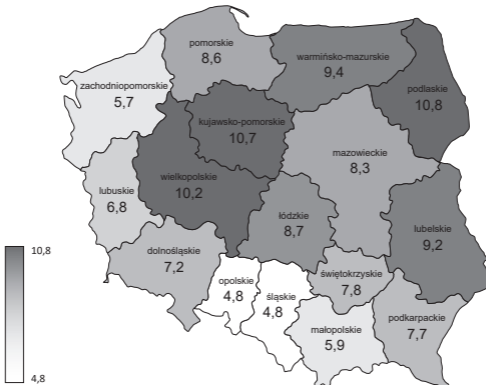 pomorskie
8,6
warmińsko-mazurskie
9,4
zachodniopomorskie
5,7
podlaskie
10,8
kujawsko-pomorskie
10,7
mazowieckie
8,3
wielkopolskie
10,2
lubuskie
6,8
łódzkie
8,7
lubelskie
9,2
dolnośląskie
7,2
opolskie
4,8
śląskie
4,8
świętokrzyskie
7,8
małopolskie
5,9
podkarpackie
7,7
10,8
4,8